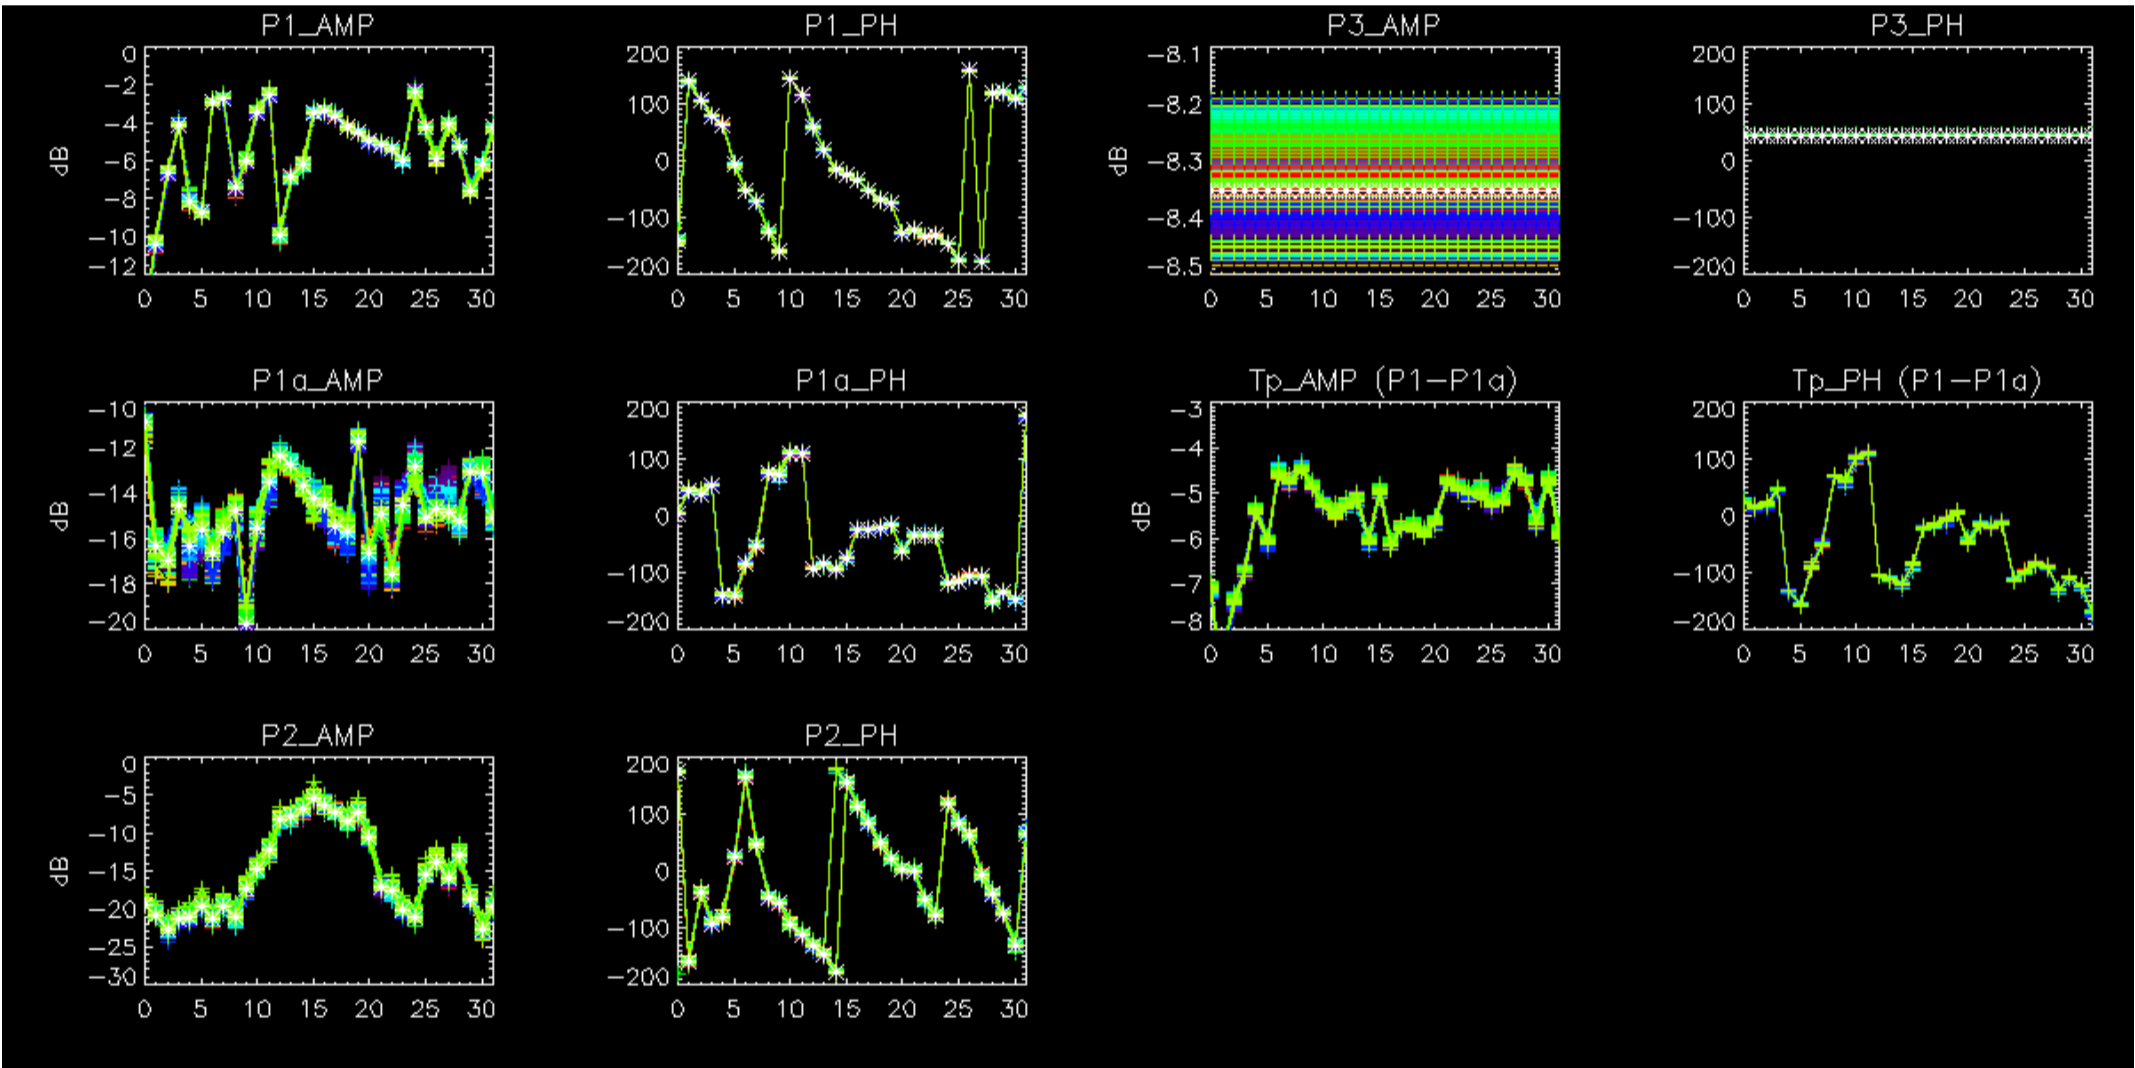 P1_AMP P1_PH P3_AMP P3_PH
0 200 -8.1 200
-2 100 -8.2 100
-4 0 -8.3 0
-6 -100 -8.4 -100
-8 -200 -8.5 -200
-10
-12
dB dB
0 5 10 15 20 25 30 0 5 10 15 20 25 30 0 5 10 15 20 25 30 0 5 10 15 20 25 30
P1a_AMP P1a_PH Tp_AMP (P1-P1a) Tp_PH (P1-P1a)
-10 200 -3 200
-12 100 -4 100
-14 0 -5 0
-16 -100 -6 -100
-18 -200 -7 -200
-20 -8
dB dB
0 5 10 15 20 25 30 0 5 10 15 20 25 30 0 5 10 15 20 25 30 0 5 10 15 20 25 30
P2_AMP P2_PH
0 200
-5 100
-10 0
-15 -100
-20 -200
-25
-30
dB
0 5 10 15 20 25 30 0 5 10 15 20 25 30